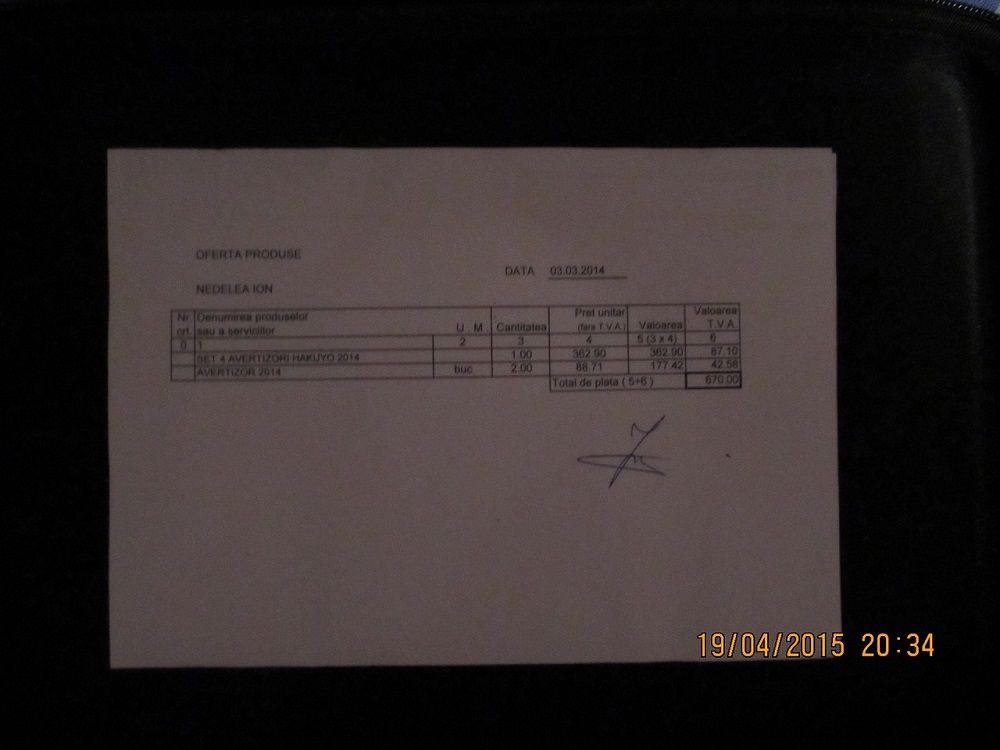 OFERTA PRODUSE
DATA 03.03.2014
NEDELEA ION
Nr. crt. Denumirea produselor sau a serviciilor U . M . Cantitatea Pret unitar (fara T.V.A.) Valoarea Valoarea T.V.A.
0 1 2 3 4 5 (3 x 4) 6
SET 4 AVERTIZORI HAKUYO 2014 1.00 362.90 362.90 87.10
AVERTIZOR 2014 buc 2.00 88.71 177.42 42.58
Total de plata ( 5+6 ) 670.00
19/04/2015 20:34